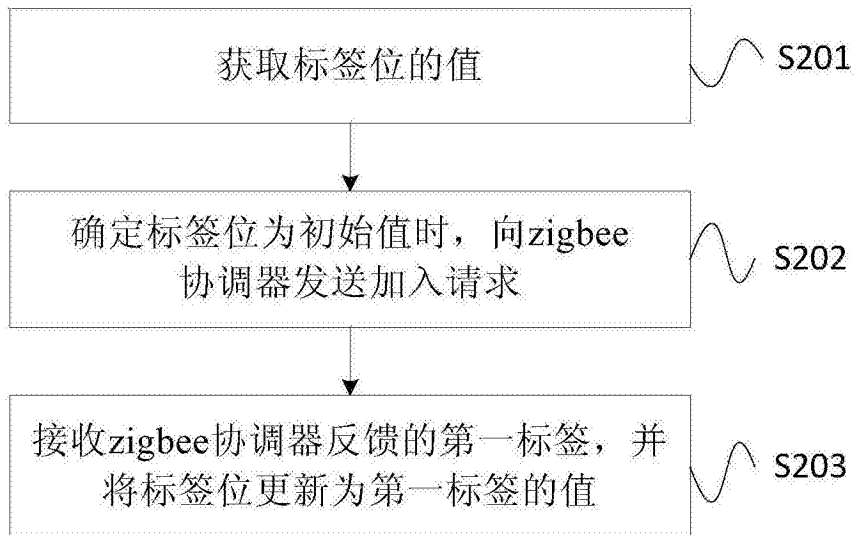 获取标签位的值
S201
确定标签位为初始值时，向zigbee
协调器发送加入请求
S202
接收zigbee协调器反馈的第一标签，并
将标签位更新为第一标签的值
S203